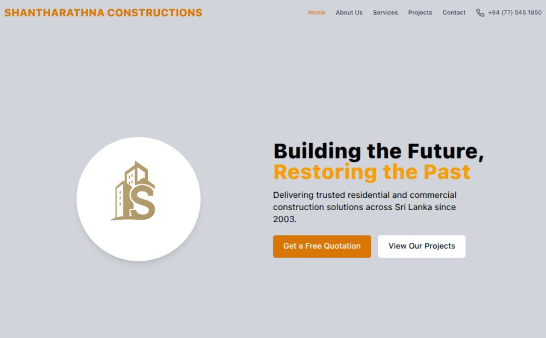 SHANTHARATHNA CONSTRUCTIONS
Home About Us Services Projects Contact +94 (77) 545 1850
S
Building the Future,
Restoring the Past
Delivering trusted residential and commercial
construction solutions across Sri Lanka since
2003.
Get a Free Quotation View Our Projects